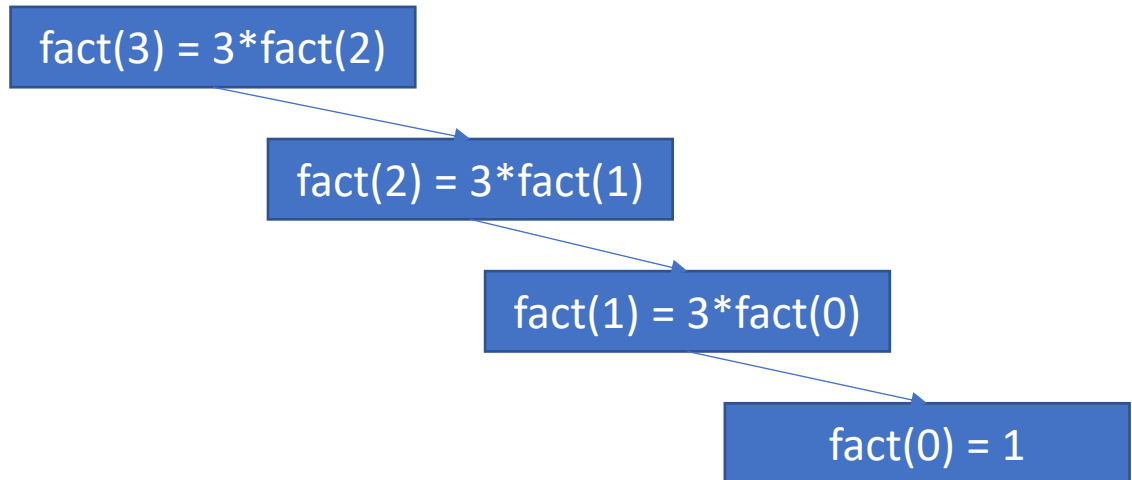 fact(3) = 3*fact(2)
fact(2) = 3*fact(1)
fact(1) = 3*fact(0)
fact(0) = 1